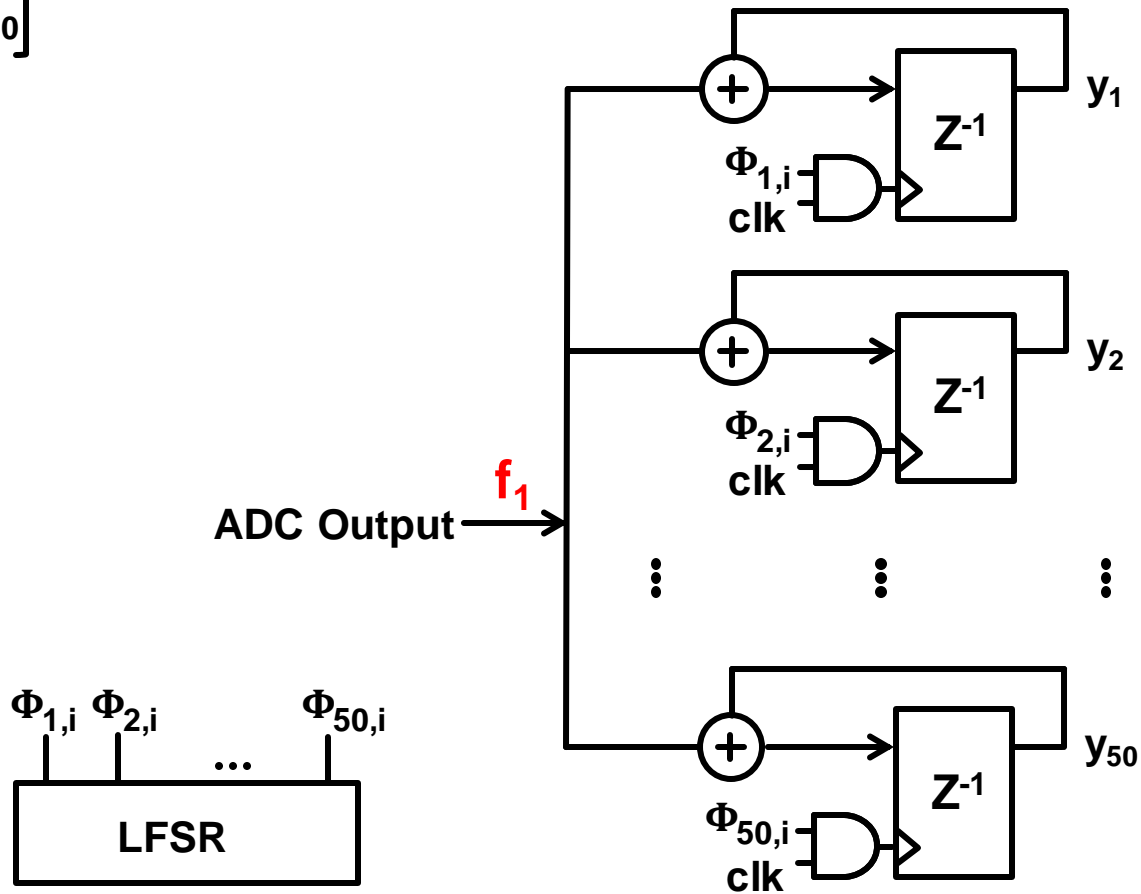 0
y₁
Z⁻¹
Φ₁,ᵢ
clk
y₂
Z⁻¹
Φ₂,ᵢ
clk
f₁
ADC Output
y₅₀
Z⁻¹
Φ₅₀,ᵢ
clk
Φ₁,ᵢ Φ₂,ᵢ ... Φ₅₀,ᵢ
LFSR